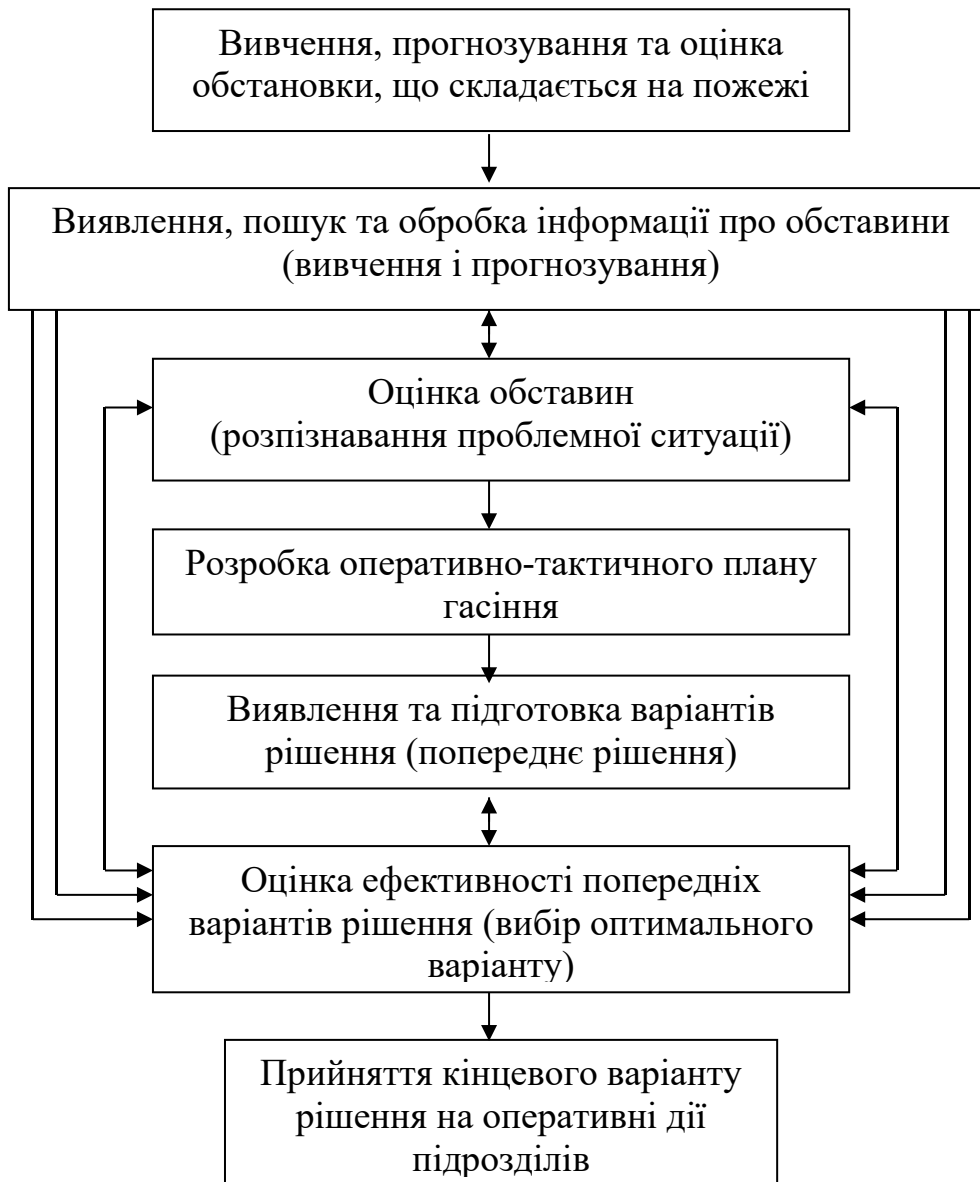 Вивчення, прогнозування та оцінка
обстановки, що складається на пожежі
Виявлення, пошук та обробка інформації про обставини
(вивчення і прогнозування)
Оцінка обставин
(розпізнавання проблемної ситуації)
Розробка оперативно-тактичного плану
гасіння
Виявлення та підготовка варіантів
рішення (попереднє рішення)
Оцінка ефективності попередніх
варіантів рішення (вибір оптимального
варіанту)
Прийняття кінцевого варіанту
рішення на оперативні дії
підрозділів